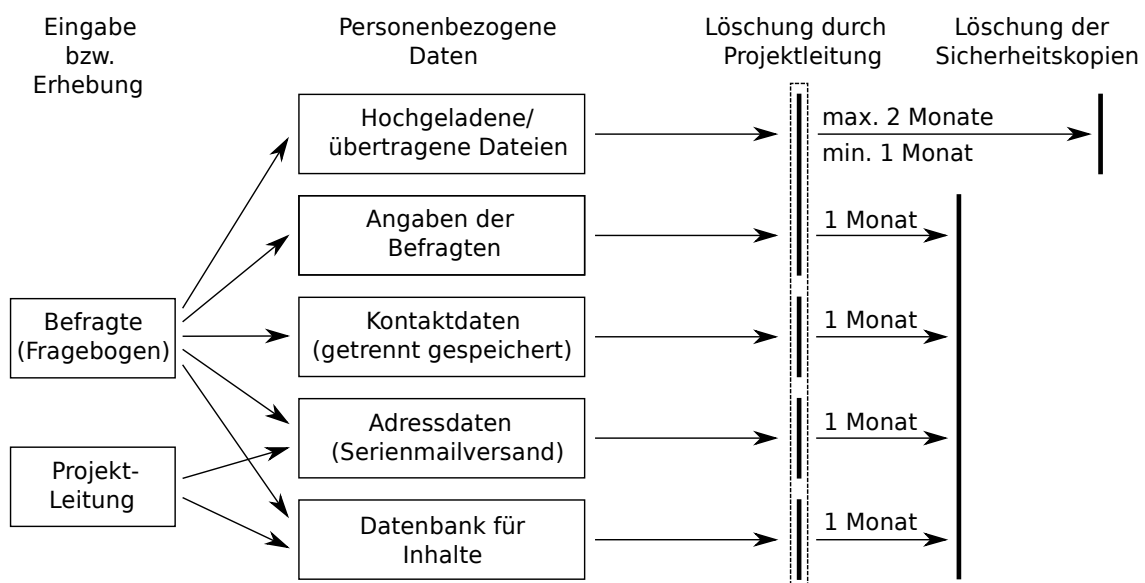 Eingabe
bzw.
Erhebung
Personenbezogene
Daten
Löschung durch
Projektleitung
Löschung der
Sicherheitskopien
Hochgeladene/
übertragene Dateien
max. 2 Monate
min. 1 Monat
Angaben der
Befragten
1 Monat
Befragte
(Fragebogen)
Kontaktdaten
(getrennt gespeichert)
1 Monat
Adressdaten
(Serienmailversand)
1 Monat
Projekt-
Leitung
Datenbank für
Inhalte
1 Monat